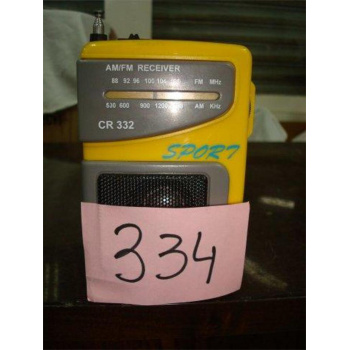 AM/FM RECEIVER
88 92 96 100 104 108 FM MHz
530 600 900 1200 AM KHz
CR 332
SPORT
334